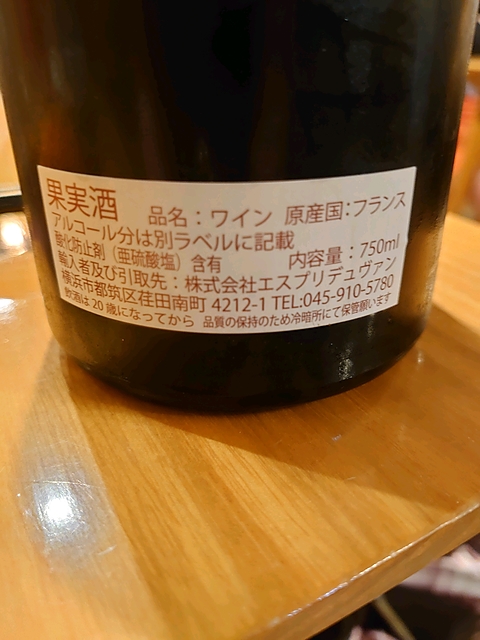 果実酒 品名：ワイン 原産国：フランス
アルコール分は別ラベルに記載
酸化防止剤（亜硫酸塩）含有 内容量：750ml
輸入者及び引取先：株式会社エスプリデュヴァン
横浜市都筑区荏田南町 4212-1 TEL:045-910-5780
飲酒は20歳になってから 品質の保持のため冷暗所にて保管願います